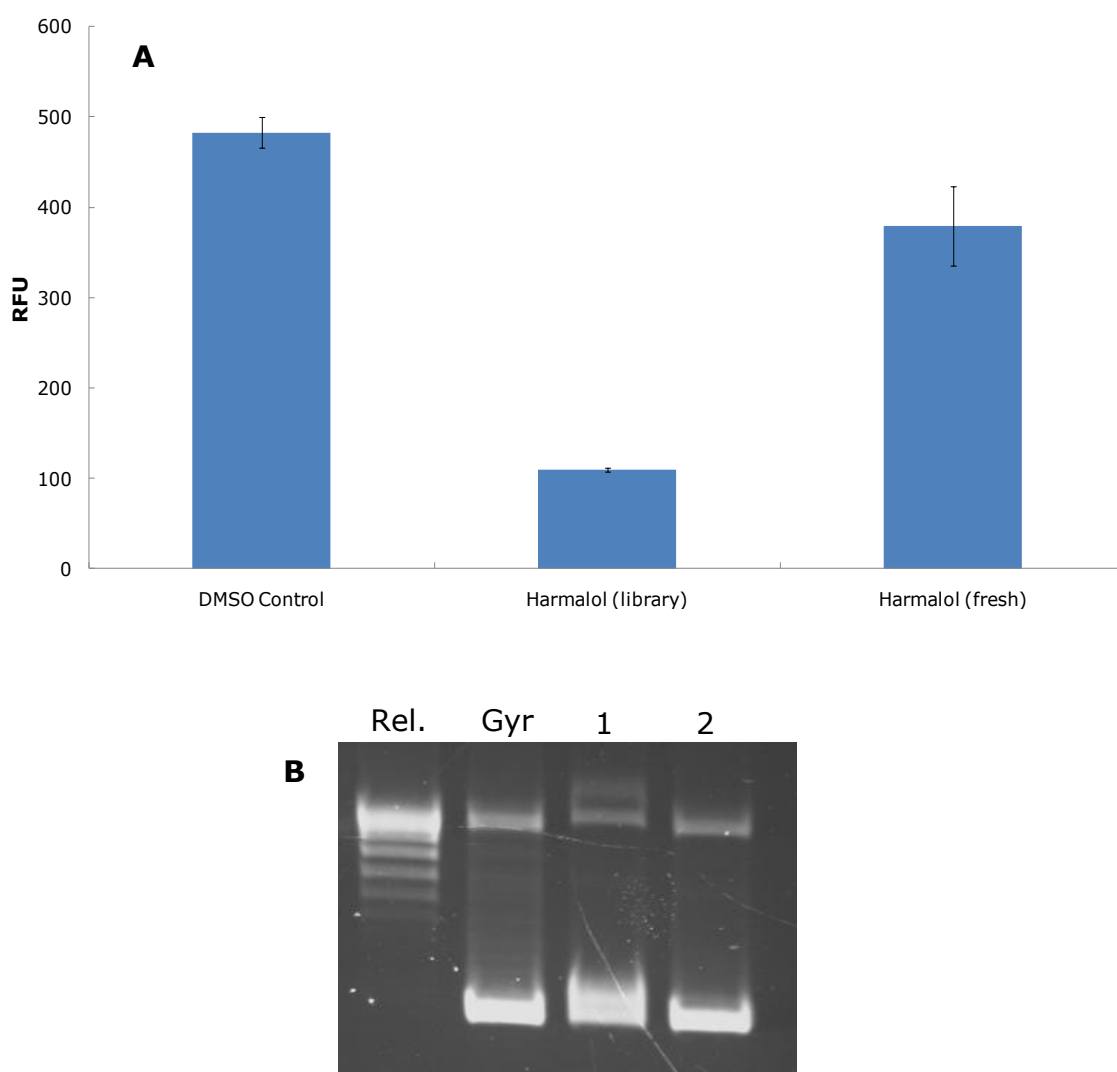 A
600
500
400
300
200
100
0
RFU
DMSO Control Harmalol (library) Harmalol (fresh)
Rel. Gyr 1 2
B